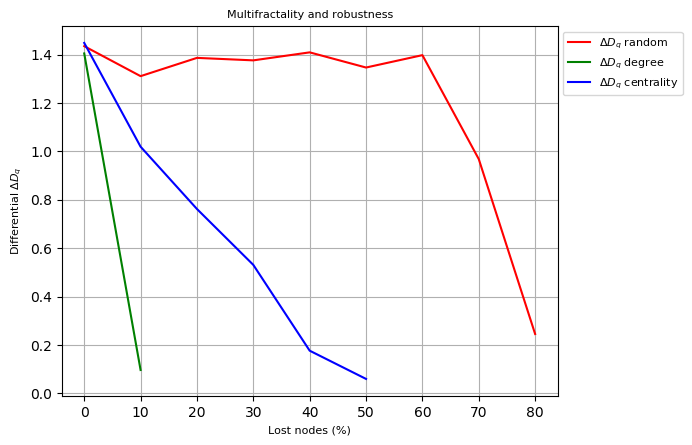 Multifractality and robustness
ΔD_q random
ΔD_q degree
ΔD_q centrality
Differential ΔD_q
1.4
1.2
1.0
0.8
0.6
0.4
0.2
0.0
0 10 20 30 40 50 60 70 80
Lost nodes (%)